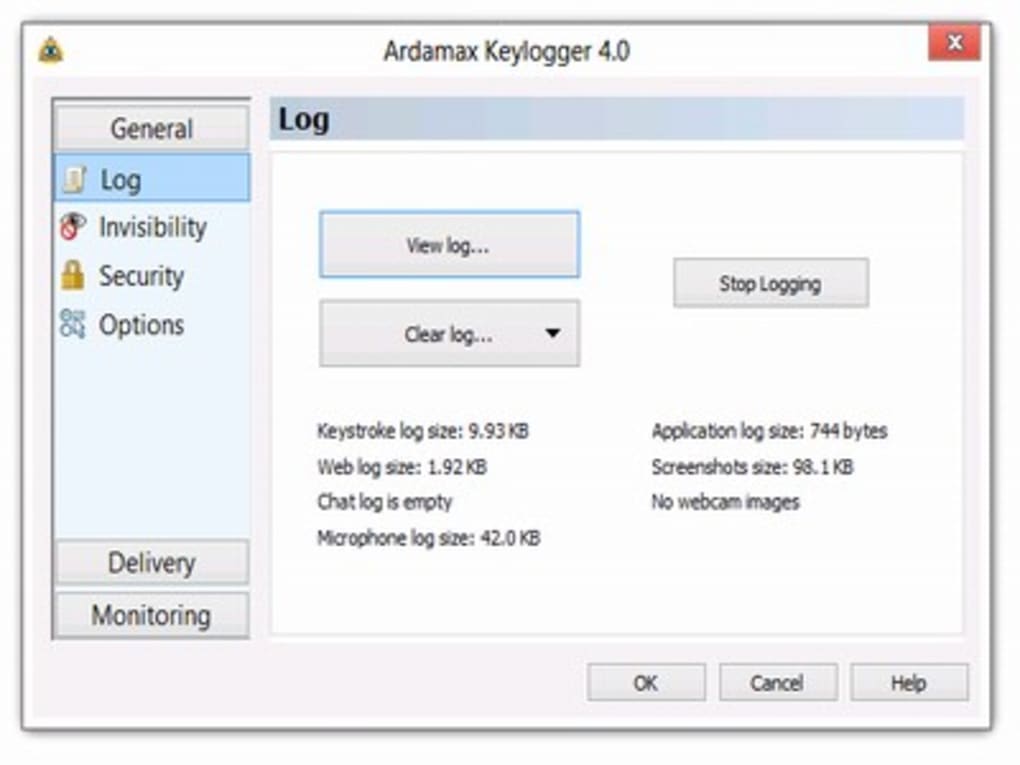 Ardamax Keylogger 4.0
General
Log
Invisibility
Security
Options
Delivery
Monitoring
Log
View log...
Clear log...
Stop Logging
Keystroke log size: 9.93 KB
Web log size: 1.92 KB
Chat log is empty
Microphone log size: 42.0 KB
Application log size: 744 bytes
Screenshots size: 98.1 KB
No webcam images
OK Cancel Help